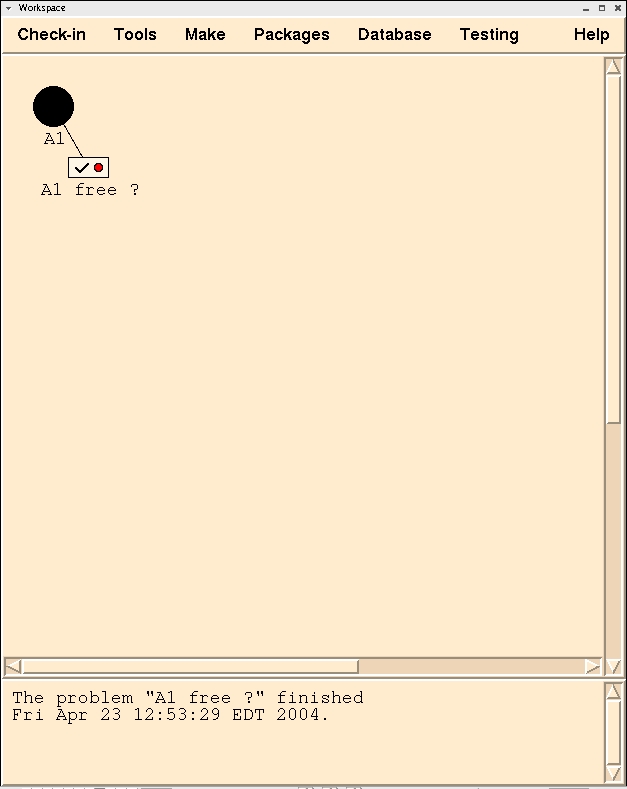 Workspace
Check-in Tools Make Packages Database Testing Help
A1
A1 free ?
The problem "A1 free ?" finished
Fri Apr 23 12:53:29 EDT 2004.